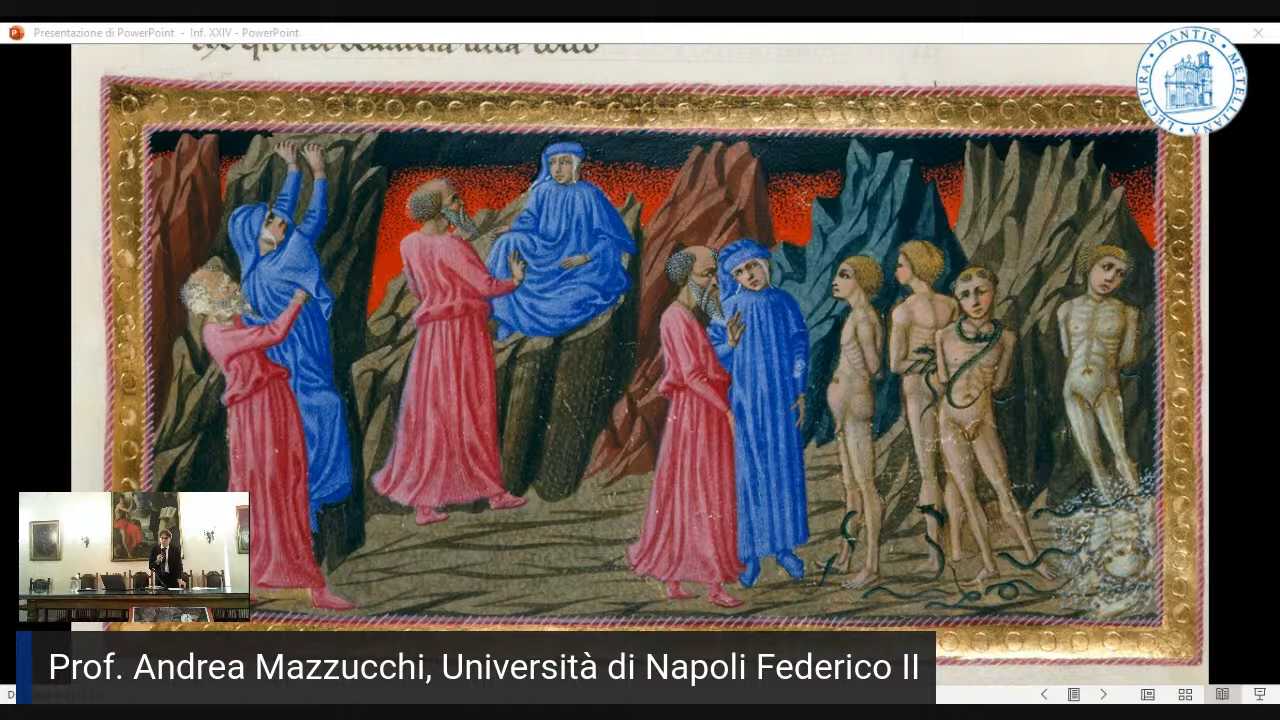 Presentazione di PowerPoint - Inf. XXIV - PowerPoint
LECTURA • DANTIS • METELLIANA
Prof. Andrea Mazzucchi, Università di Napoli Federico II